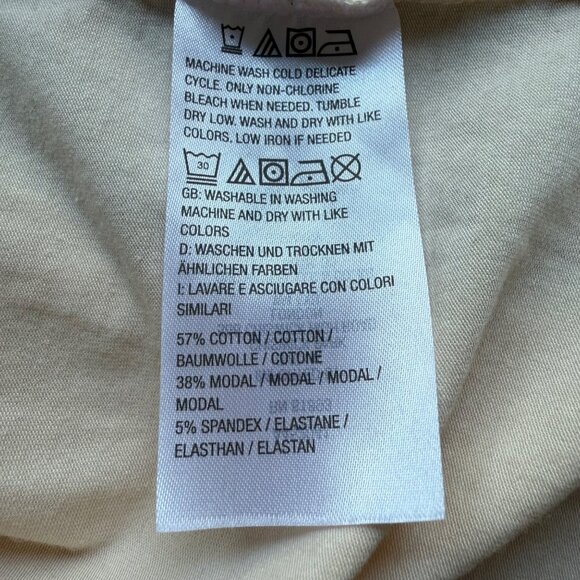 MACHINE WASH COLD DELICATE
CYCLE. ONLY NON-CHLORINE
BLEACH WHEN NEEDED. TUMBLE
DRY LOW. WASH AND DRY WITH LIKE
COLORS. LOW IRON IF NEEDED
30
GB: WASHABLE IN WASHING
MACHINE AND DRY WITH LIKE
COLORS
D: WASCHEN UND TROCKNEN MIT
ÄHNLICHEN FARBEN
I: LAVARE E ASCIUGARE CON COLORI
SIMILARI
57% COTTON / COTTON /
BAUMWOLLE / COTONE
38% MODAL / MODAL / MODAL /
MODAL
5% SPANDEX / ELASTANE /
ELASTHAN / ELASTAN